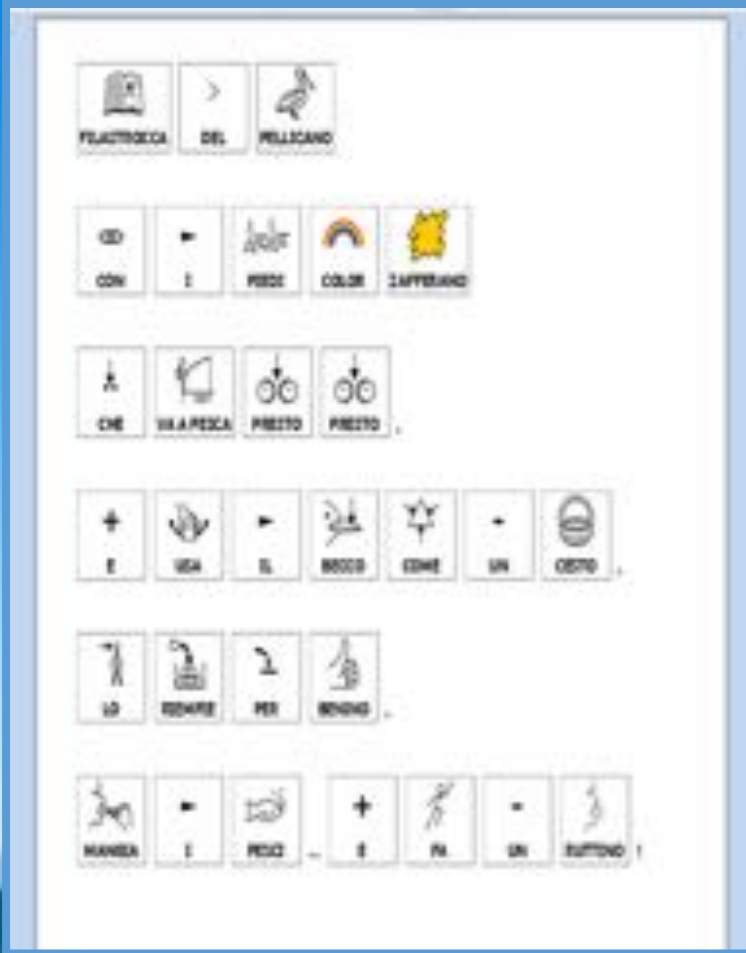 FILASTROCCA DEL PELLICANO
CON I PIEDI COLOR ZAFFERANO
CHE VA A PESCA PRESTO PRESTO ,
E USA IL BECCO COME UN CESTO .
LO RIEMPIE PER BENINO ,
MANGIA I PESCI ... E FA UN RUTTINO !